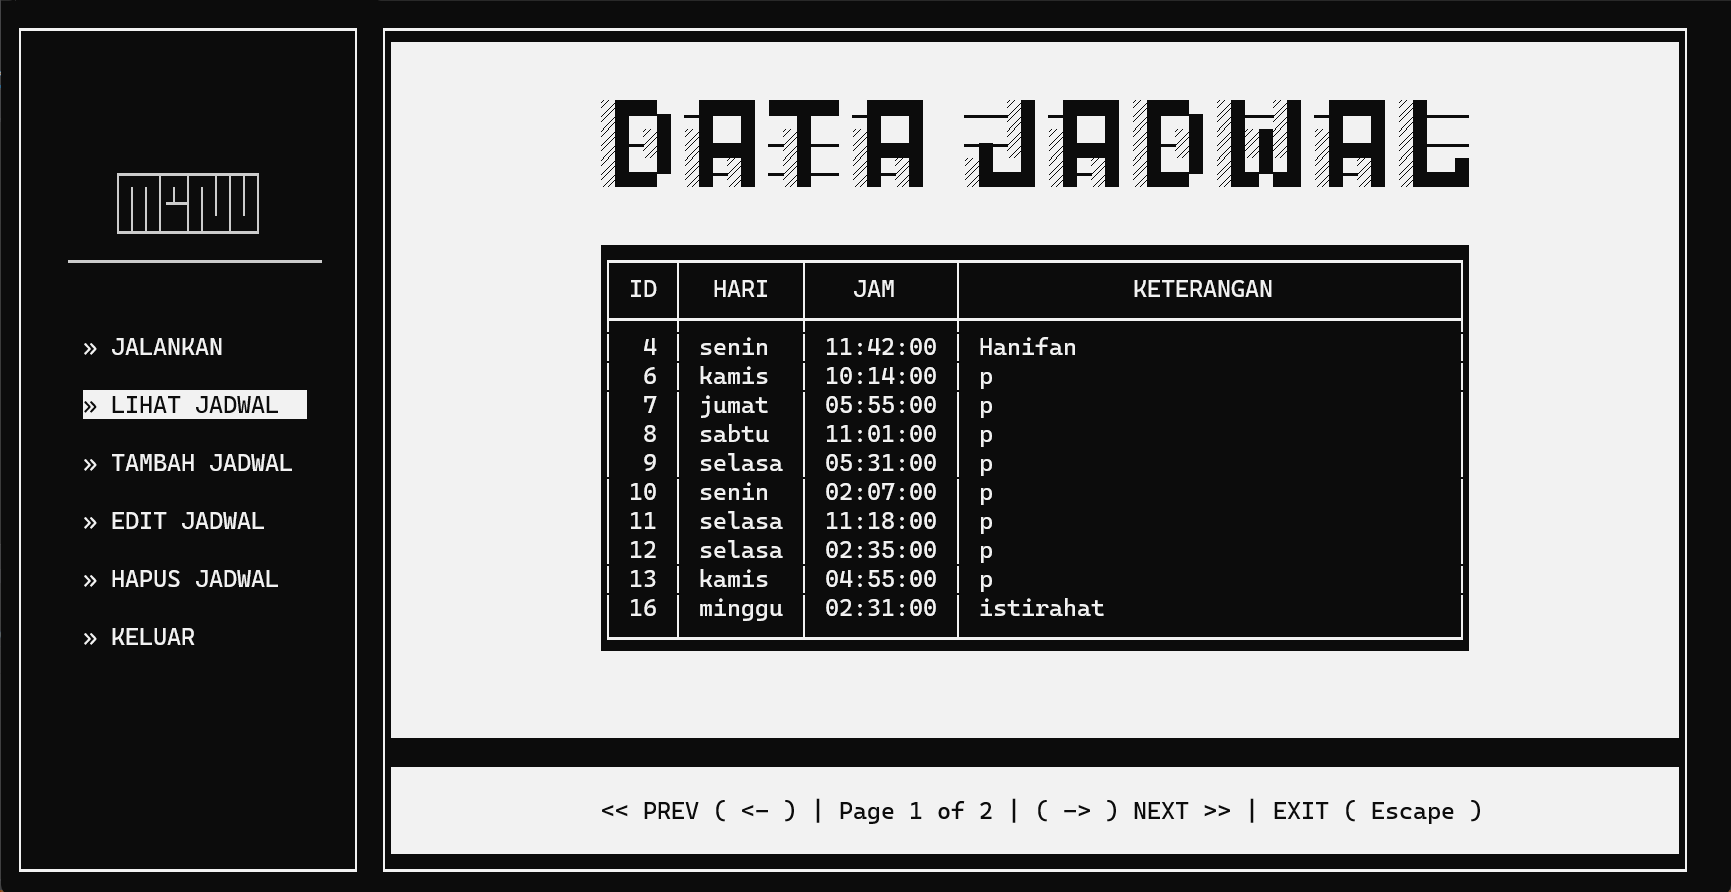 MENU
» JALANKAN
» LIHAT JADWAL
» TAMBAH JADWAL
» EDIT JADWAL
» HAPUS JADWAL
» KELUAR
DATA JADWAL
ID HARI JAM KETERANGAN
4 senin 11:42:00 Hanifan
6 kamis 10:14:00 p
7 jumat 05:55:00 p
8 sabtu 11:01:00 p
9 selasa 05:31:00 p
10 senin 02:07:00 p
11 selasa 11:18:00 p
12 selasa 02:35:00 p
13 kamis 04:55:00 p
16 minggu 02:31:00 istirahat
<< PREV ( <- ) | Page 1 of 2 | ( -> ) NEXT >> | EXIT ( Escape )